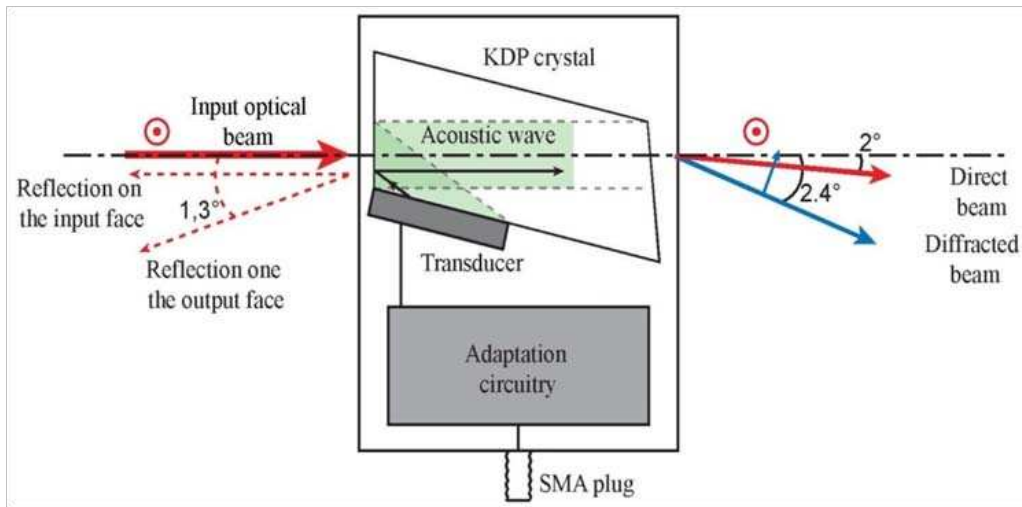 KDP crystal
Input optical
beam
Acoustic wave
Reflection on
the input face
1,3°
2°
2.4°
Direct
beam
Diffracted
beam
Reflection one
the output face
Transducer
Adaptation
circuitry
SMA plug